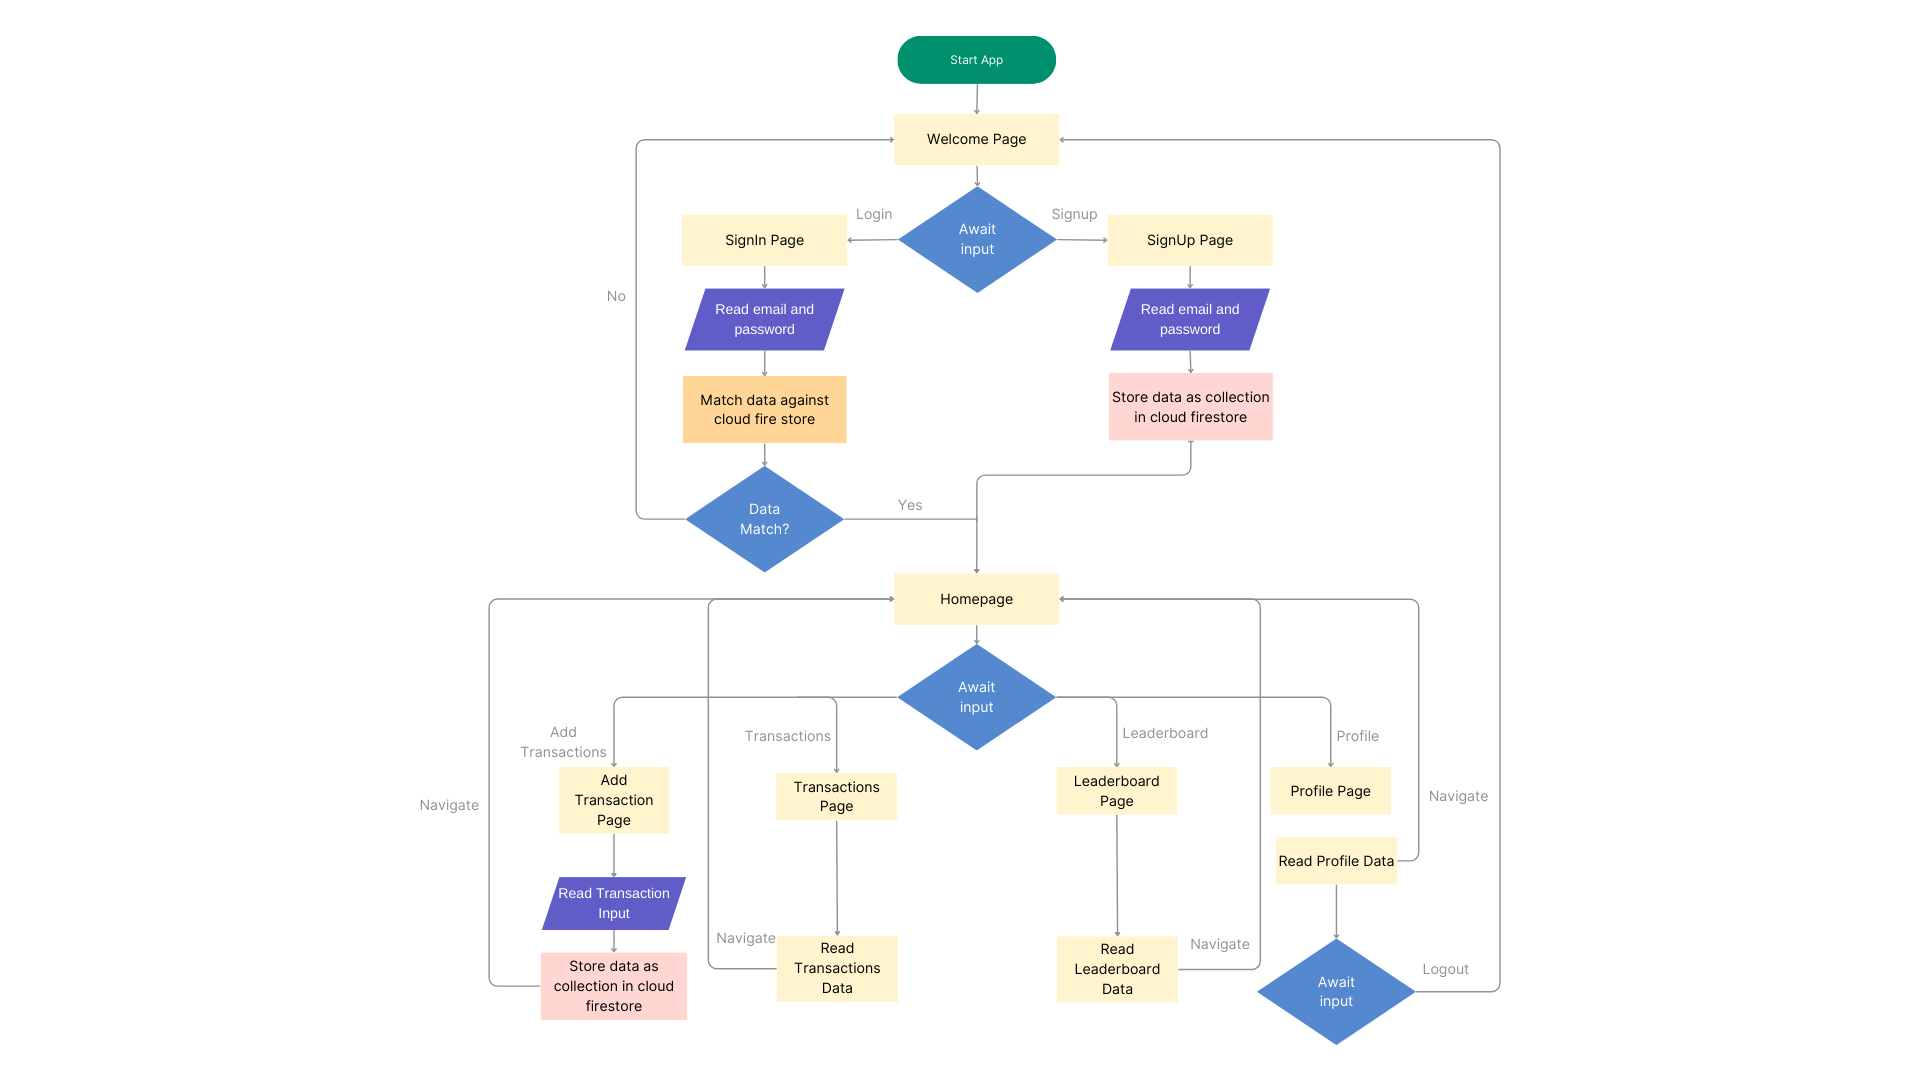 Start App
Welcome Page
Login
Signup
Await
input
SignIn Page
SignUp Page
No
Read email and
password
Read email and
password
Match data against
cloud fire store
Store data as collection
in cloud firestore
Data
Match?
Yes
Homepage
Await
input
Add
Transactions
Transactions
Leaderboard
Profile
Navigate
Add
Transaction
Page
Transactions
Page
Leaderboard
Page
Profile Page
Navigate
Read Profile Data
Read Transaction
Input
Navigate
Read
Transactions
Data
Read
Leaderboard
Data
Navigate
Store data as
collection in cloud
firestore
Await
input
Logout